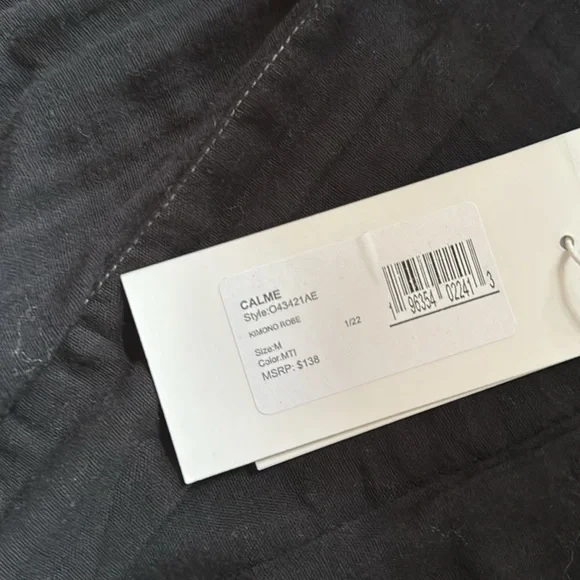 CALME
Style:O43421AE
KIMONO ROBE 1/22
Size:M
Color:MTI
MSRP: $138
1 96354 02241 3